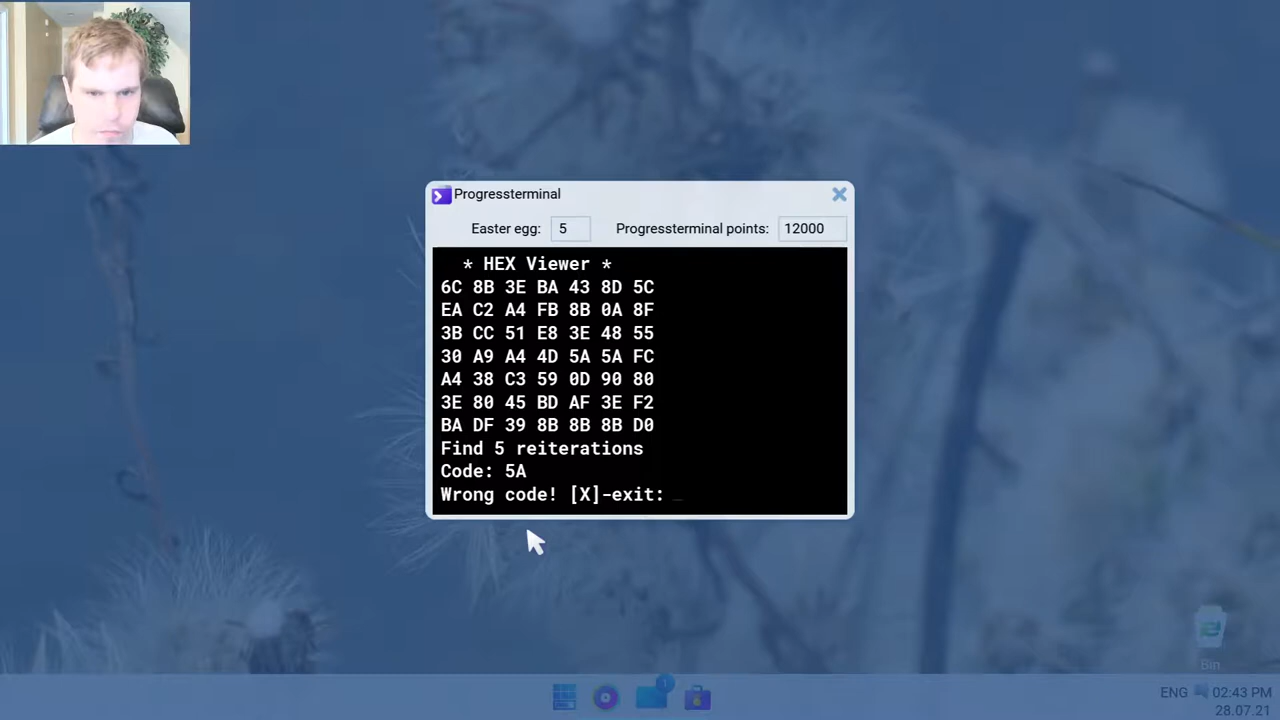 Progressterminal
Easter egg: 5 Progressterminal points: 12000
* HEX Viewer *
6C 8B 3E BA 43 8D 5C
EA C2 A4 FB 8B 0A 8F
3B CC 51 E8 3E 48 55
30 A9 A4 4D 5A 5A FC
A4 38 C3 59 0D 90 80
3E 80 45 BD AF 3E F2
BA DF 39 8B 8B 8B D0
Find 5 reiterations
Code: 5A
Wrong code! [X]-exit: _
Bin
1
ENG 02:43 PM
28.07.21